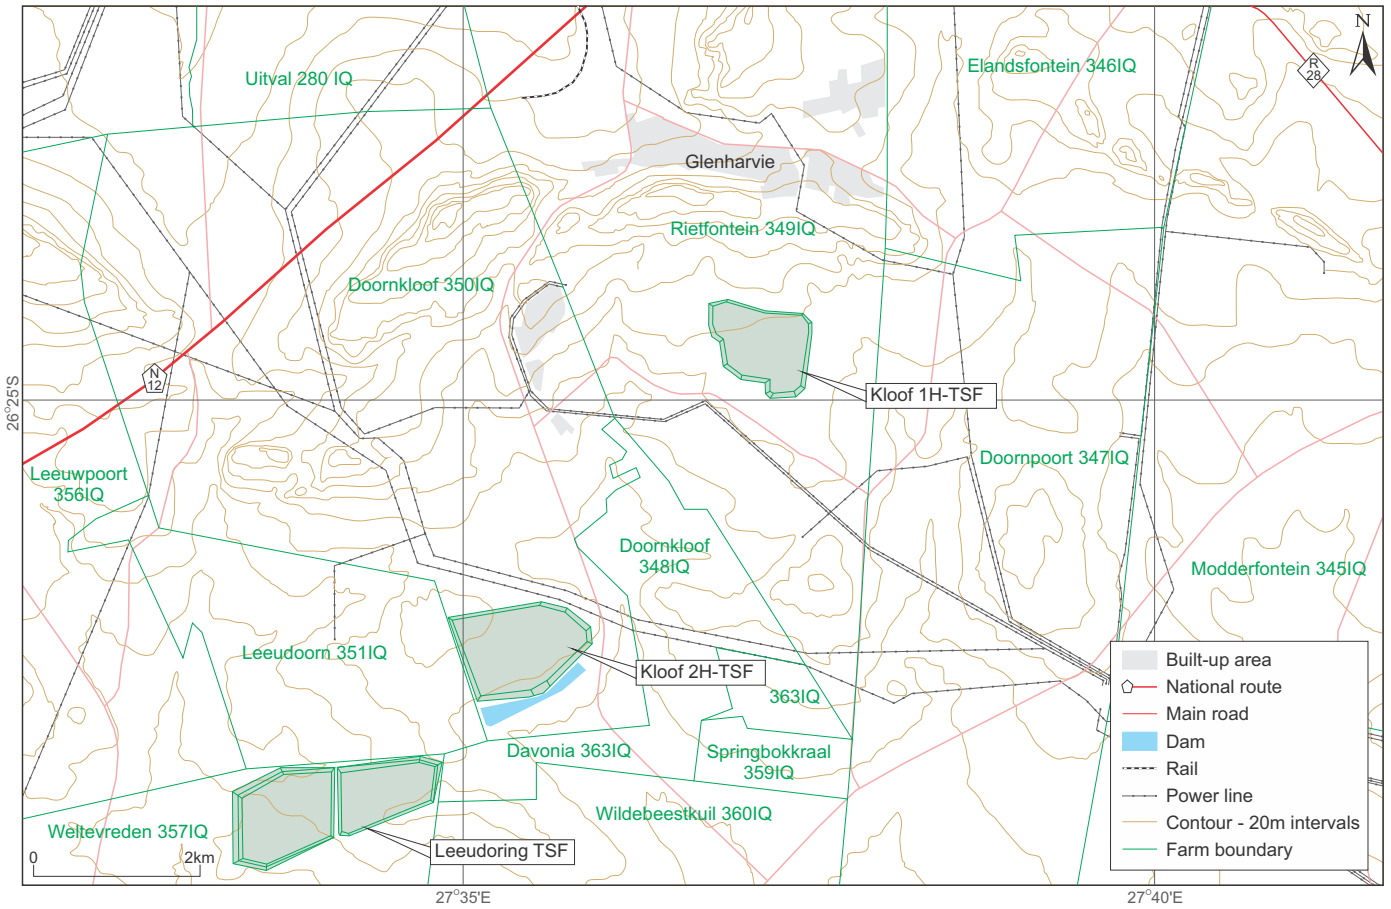 N
Uitval 280 IQ
Elandsfontein 346IQ
R
28
Glenharvie
Rietfontein 349IQ
Doornkloof 350IQ
N
12
Kloof 1H-TSF
26°25'S
Leeuwpoort
356IQ
Doornpoort 347IQ
Doornkloof
348IQ
Modderfontein 345IQ
Leeudoorn 351IQ
Kloof 2H-TSF
363IQ
Davonia 363IQ
Springbokkraal
359IQ
Wildebeestkuil 360IQ
Weltevreden 357IQ
Leeudoring TSF
0
2km
Built-up area
National route
Main road
Dam
Rail
Power line
Contour - 20m intervals
Farm boundary
27°35'E
27°40'E